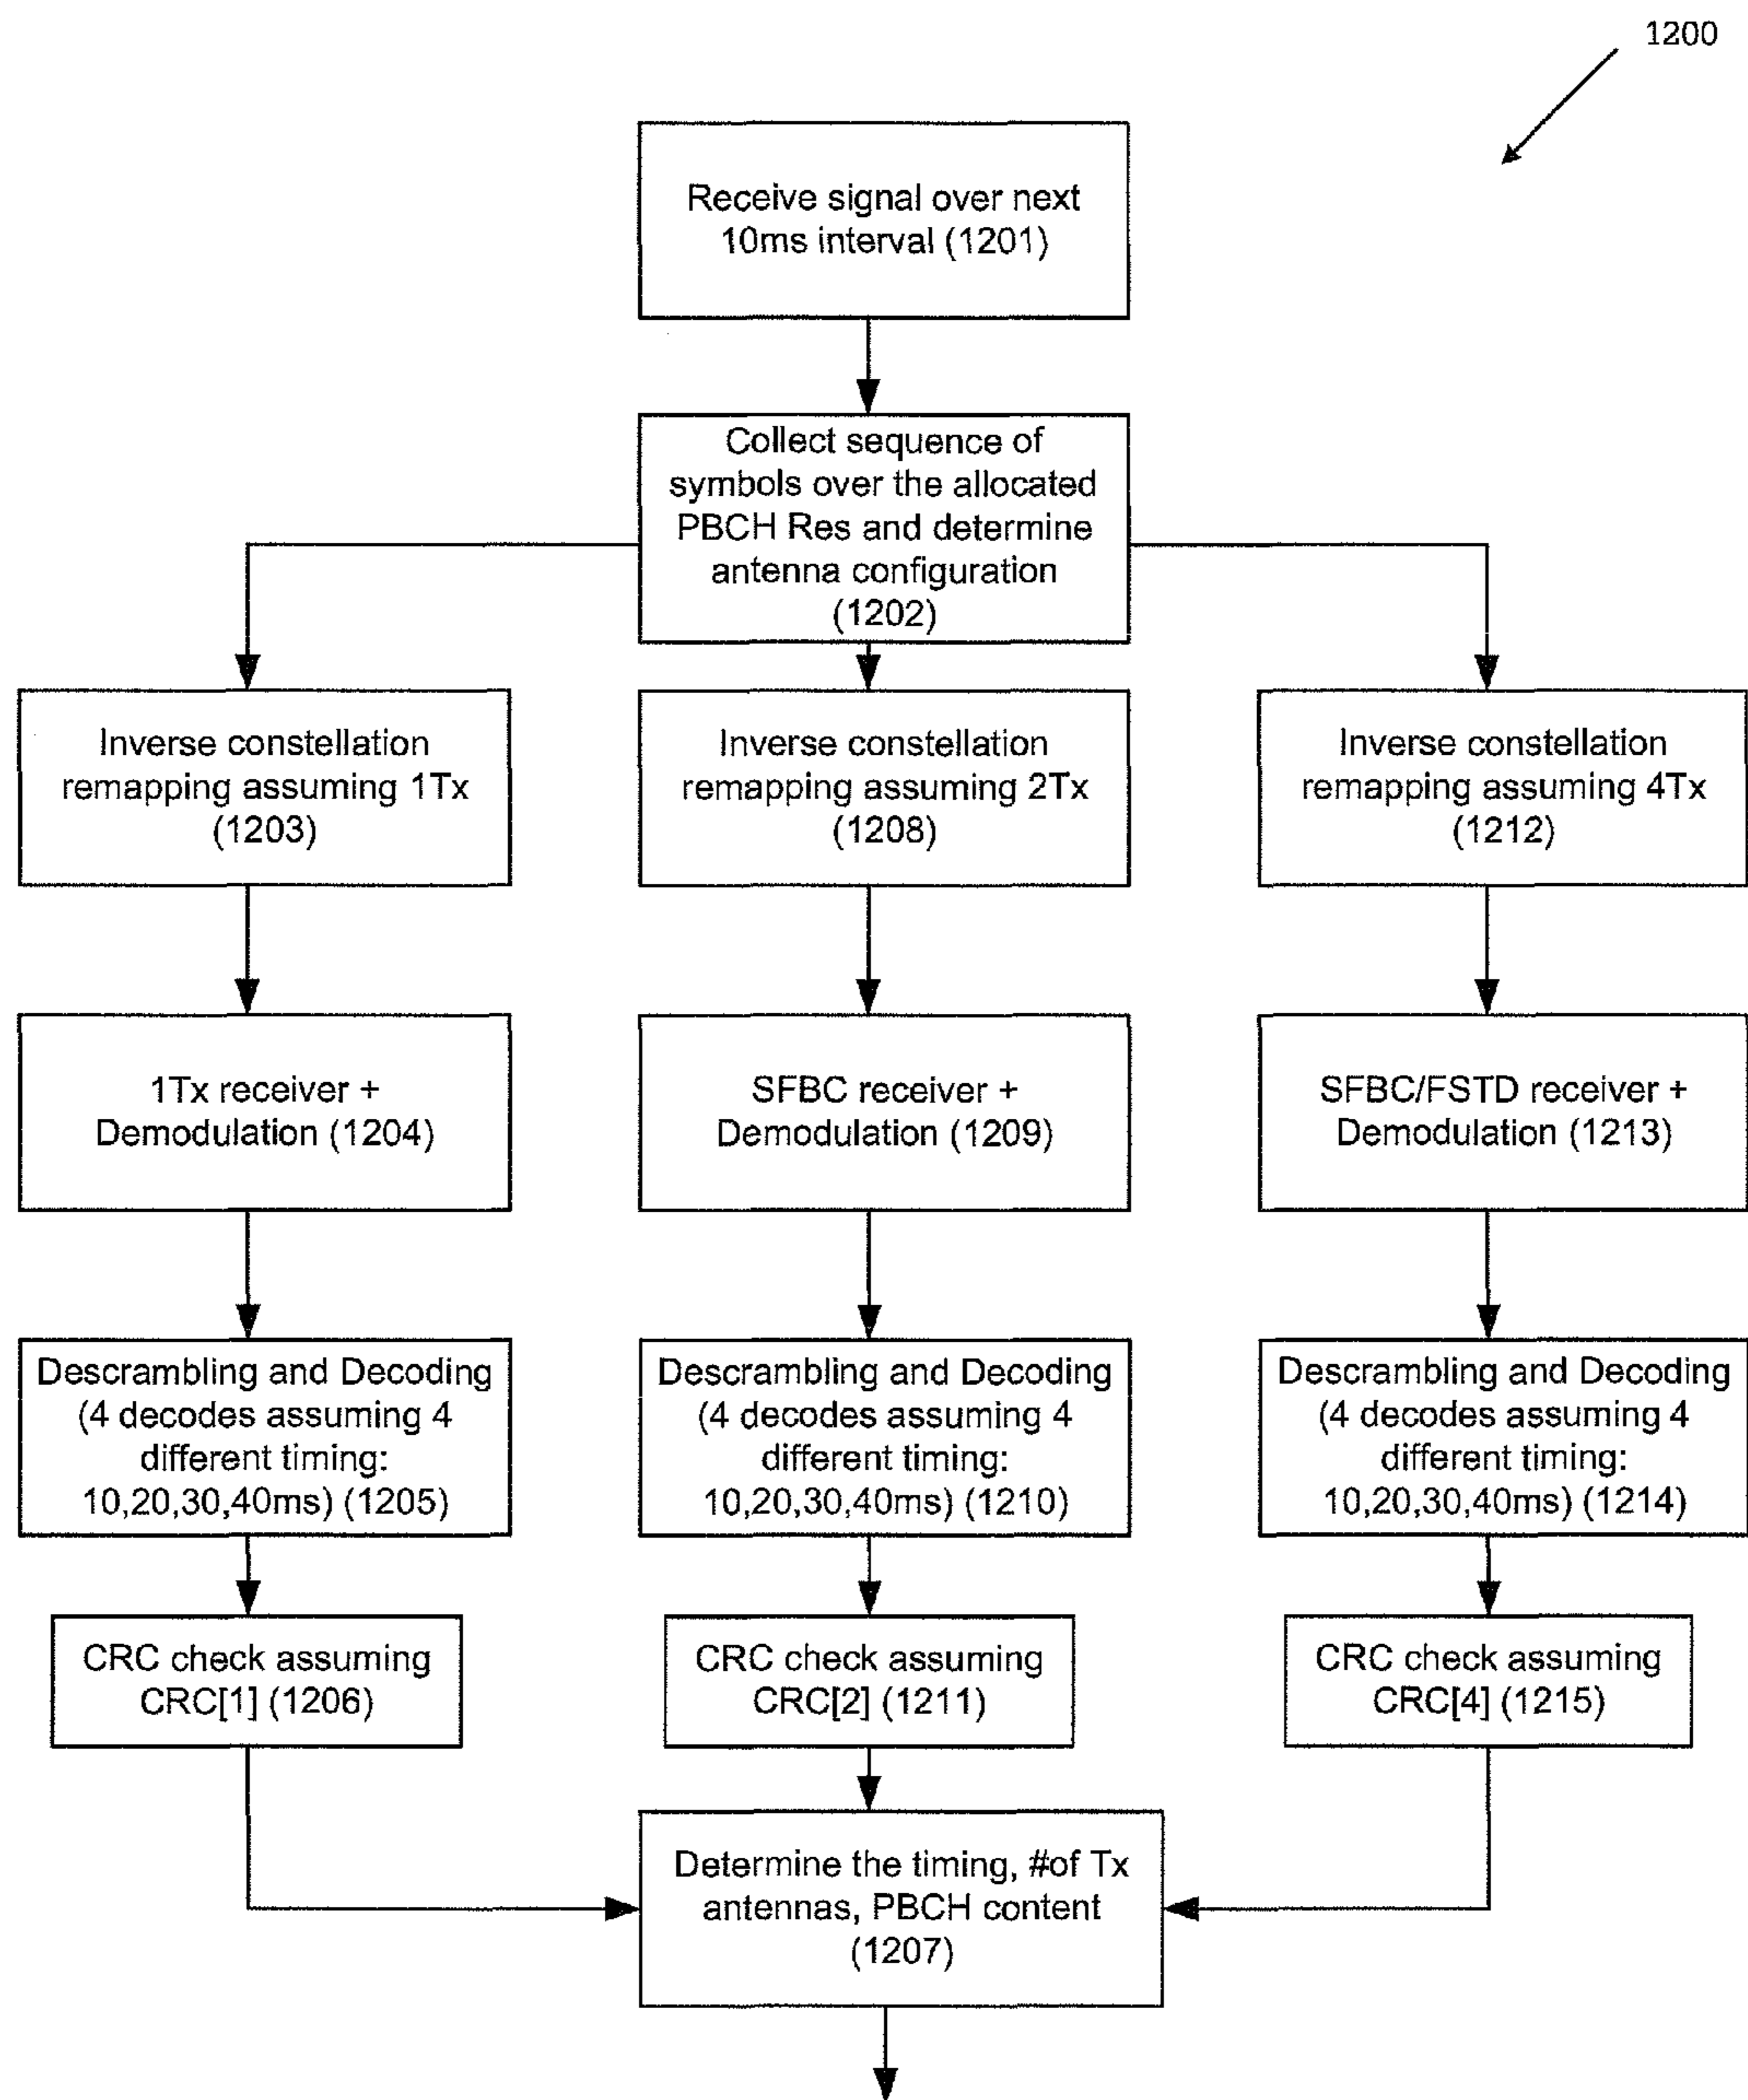 1200
Receive signal over next
10ms interval (1201)
Collect sequence of
symbols over the allocated
PBCH Res and determine
antenna configuration
(1202)
Inverse constellation
remapping assuming 1Tx
(1203)
Inverse constellation
remapping assuming 2Tx
(1208)
Inverse constellation
remapping assuming 4Tx
(1212)
1Tx receiver +
Demodulation (1204)
SFBC receiver +
Demodulation (1209)
SFBC/FSTD receiver +
Demodulation (1213)
Descrambling and Decoding
(4 decodes assuming 4
different timing:
10,20,30,40ms) (1205)
Descrambling and Decoding
(4 decodes assuming 4
different timing:
10,20,30,40ms) (1210)
Descrambling and Decoding
(4 decodes assuming 4
different timing:
10,20,30,40ms) (1214)
CRC check assuming
CRC[1] (1206)
CRC check assuming
CRC[2] (1211)
CRC check assuming
CRC[4] (1215)
Determine the timing, #of Tx
antennas, PBCH content
(1207)